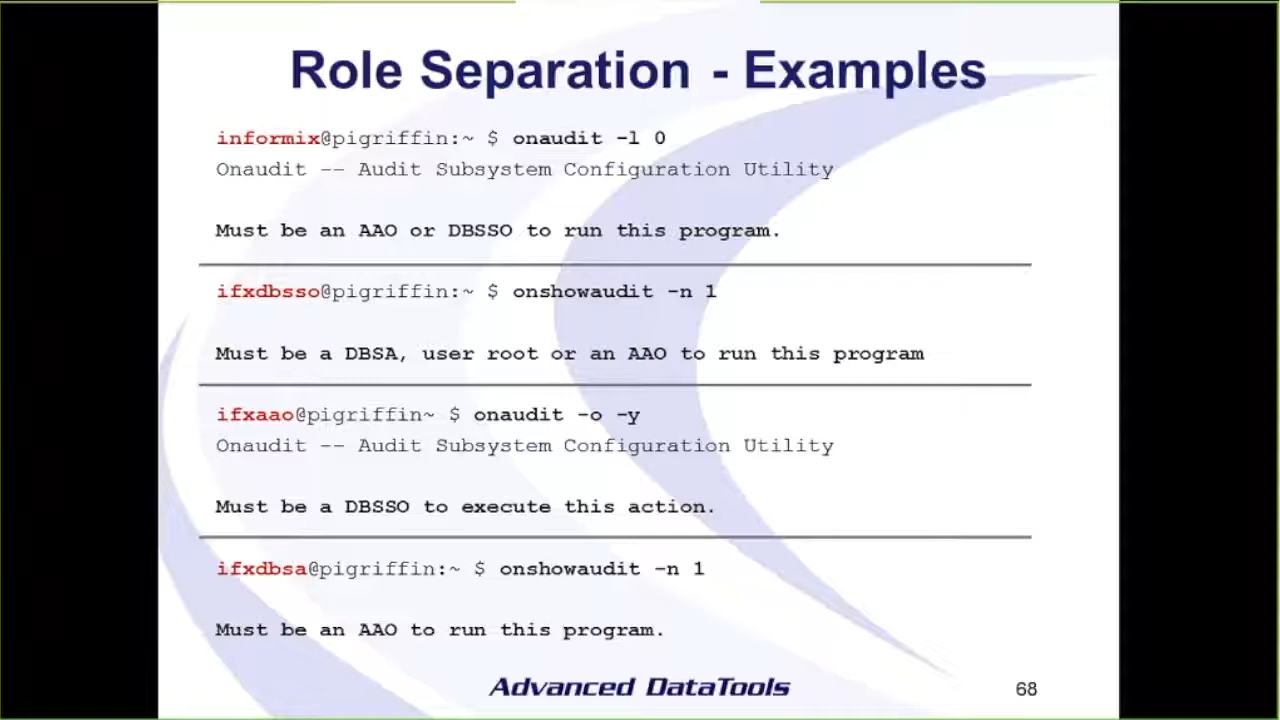 Role Separation - Examples
informix@pigriffin:~ $ onaudit -l 0
Onaudit -- Audit Subsystem Configuration Utility
Must be an AAO or DBSSO to run this program.
ifxdbsso@pigriffin:~ $ onshowaudit -n 1
Must be a DBSA, user root or an AAO to run this program
ifxaao@pigriffin~ $ onaudit -o -y
Onaudit -- Audit Subsystem Configuration Utility
Must be a DBSSO to execute this action.
ifxdbsa@pigriffin:~ $ onshowaudit -n 1
Must be an AAO to run this program.
Advanced DataTools
68